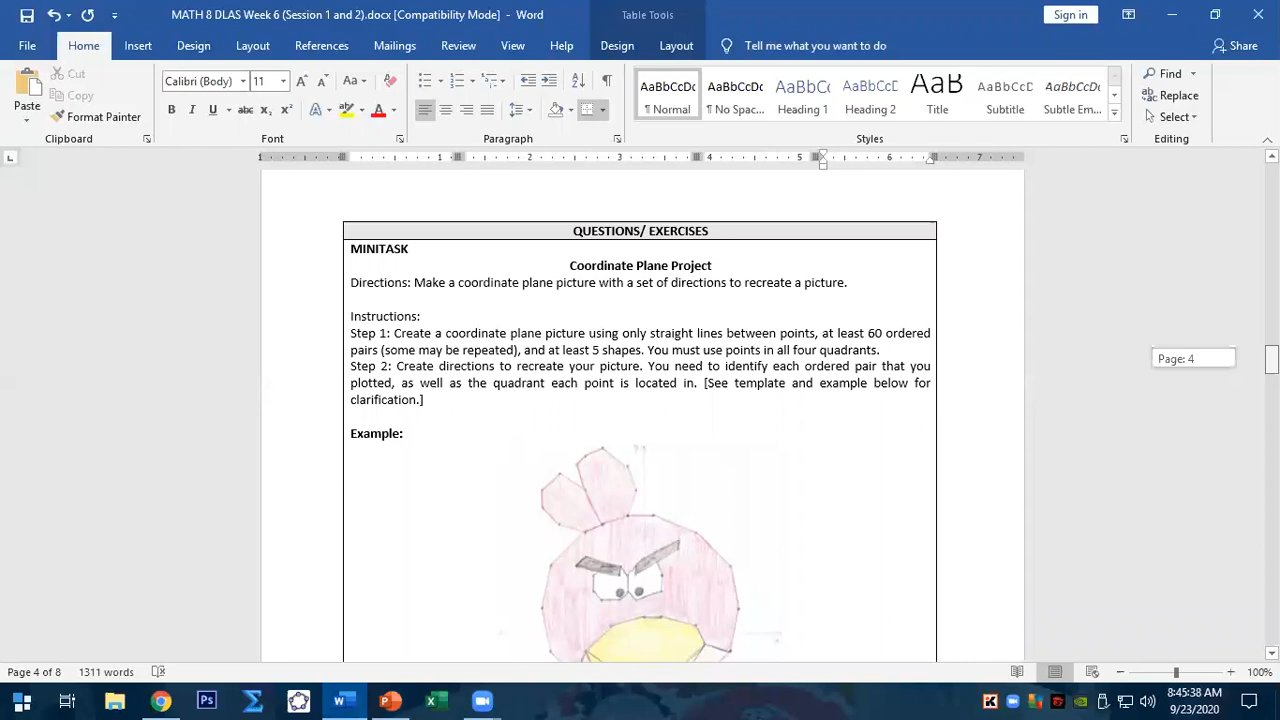 MATH 8 DLAS Week 6 (Session 1 and 2).docx [Compatibility Mode] - Word
Table Tools
Sign in
File Home Insert Design Layout References Mailings Review View Help Design Layout Tell me what you want to do Share
Paste
Cut
Copy
Format Painter
Clipboard
Calibri (Body) 11
Font
Paragraph
AaBbCcDc AaBbCcDc AaBbC( AaBbCcD AaB AaBbCcD AaBbCcDc
¶ Normal ¶ No Spac... Heading 1 Heading 2 Title Subtitle Subtle Em...
Styles
Find
Replace
Select
Editing
1 1 2 3 4 5 6 7
QUESTIONS/ EXERCISES
MINITASK
Coordinate Plane Project
Directions: Make a coordinate plane picture with a set of directions to recreate a picture.
Instructions:
Step 1: Create a coordinate plane picture using only straight lines between points, at least 60 ordered
pairs (some may be repeated), and at least 5 shapes. You must use points in all four quadrants.
Step 2: Create directions to recreate your picture. You need to identify each ordered pair that you
plotted, as well as the quadrant each point is located in. [See template and example below for
clarification.]
Example:
Page: 4
Page 4 of 8 1311 words
100%
8:45:38 AM
9/23/2020